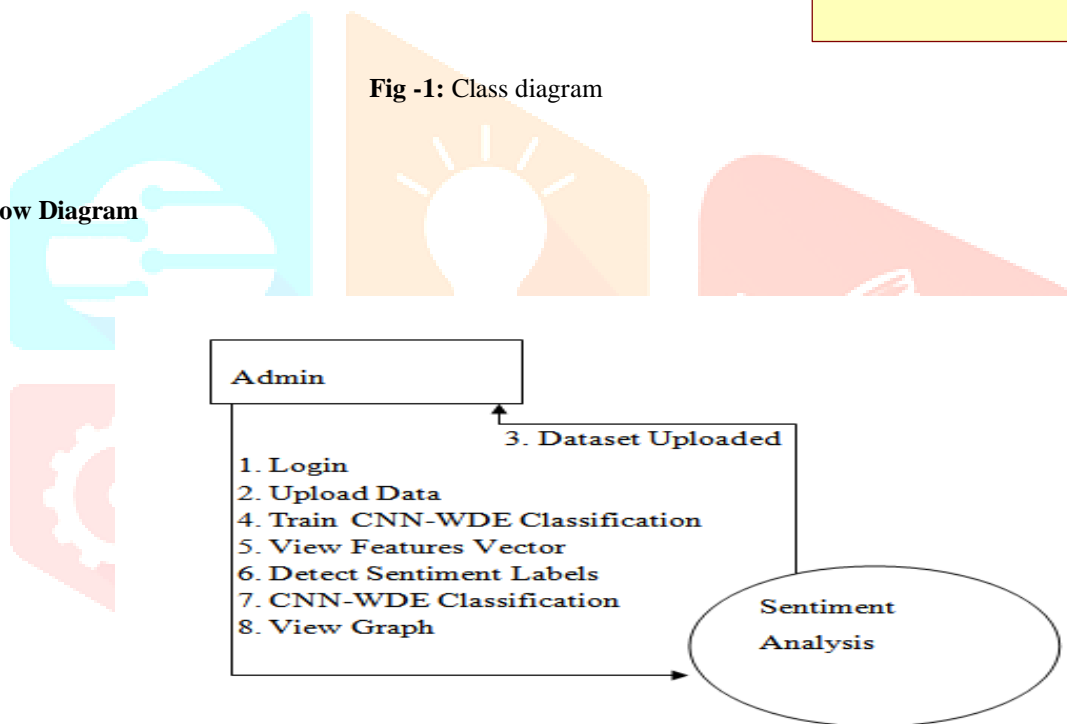 Fig -1: Class diagram
ow Diagram
Admin
3. Dataset Uploaded
1. Login
2. Upload Data
4. Train CNN-WDE Classification
5. View Features Vector
6. Detect Sentiment Labels
7. CNN-WDE Classification
8. View Graph
Sentiment
Analysis